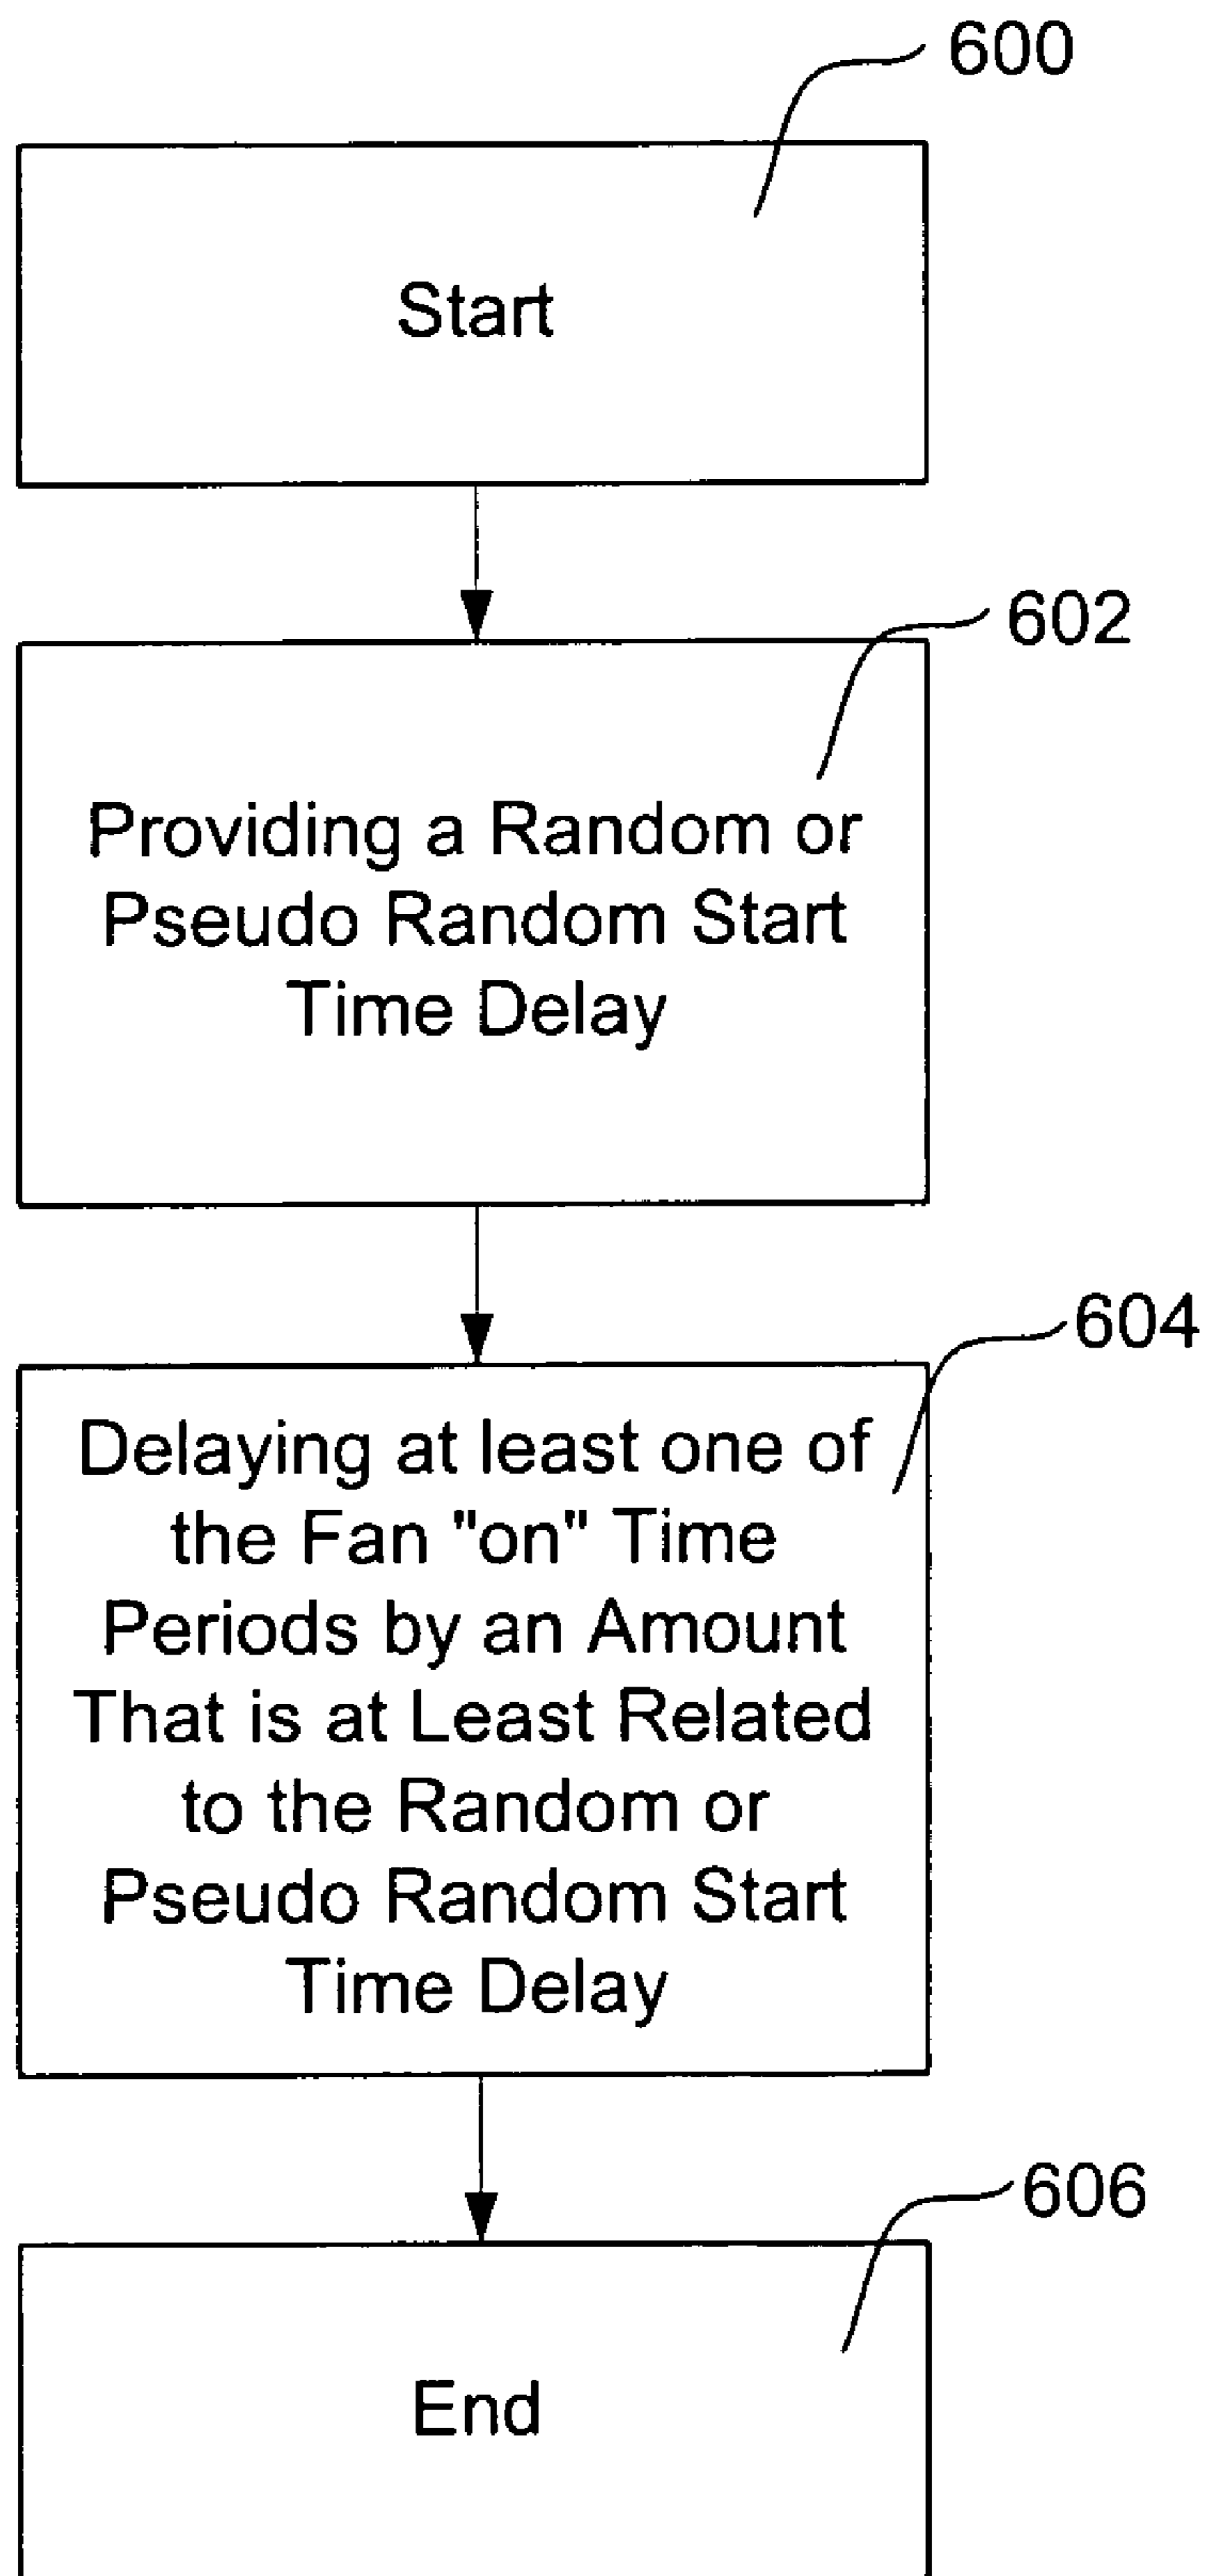 600
Start
602
Providing a Random or
Pseudo Random Start
Time Delay
604
Delaying at least one of
the Fan "on" Time
Periods by an Amount
That is at Least Related
to the Random or
Pseudo Random Start
Time Delay
606
End